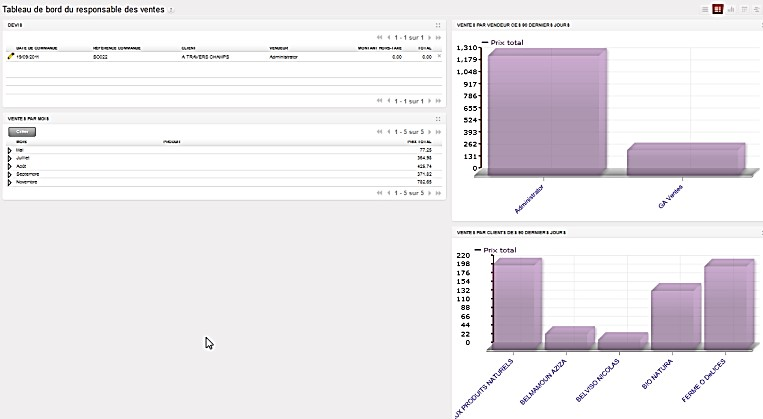 Tableau de bord du responsable des ventes
DEVIS
1 - 1 sur 1
DATE DE COMMANDE RÉFÉRENCE COMMANDE CLIENT VENDEUR MONTANT HORS-TAXE TOTAL
19/09/2011 SO022 A TRAVERS CHAMPS Administrator 0.00 0.00
1 - 1 sur 1
VENTES PAR MOIS
Créer
1 - 5 sur 5
MOIS PRODUIT PRIX TOTAL
Mai 77.25
Juillet 364.98
Août
Septembre 371.82
Novembre 782.65
1 - 5 sur 5
VENTES PAR VENDEUR DES 90 DERNIERS JOURS
Prix total
1,310
1,179
1,048
917
786
655
524
393
262
131
0
Administrator
GA Ventes
VENTES PAR CLIENTS DES 90 DERNIERS JOURS
Prix total
220
198
176
154
132
110
88
66
44
22
0
UX PRODUITS NATURELS
BELMAMOUN AZIZA
BELVISO NICOLAS
BIO NATURA
FERME O DELICES